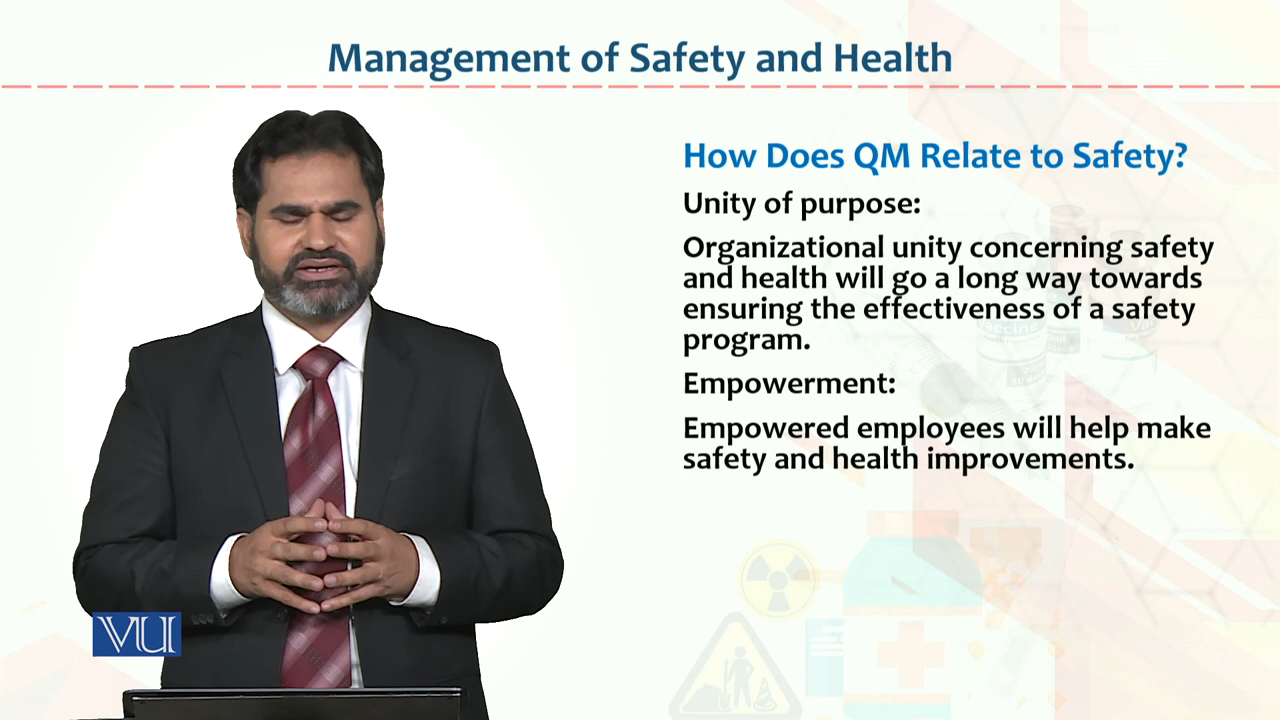 Management of Safety and Health
How Does QM Relate to Safety?
Unity of purpose:
Organizational unity concerning safety
and health will go a long way towards
ensuring the effectiveness of a safety
program.
Empowerment:
Empowered employees will help make
safety and health improvements.
VU
Vaccine